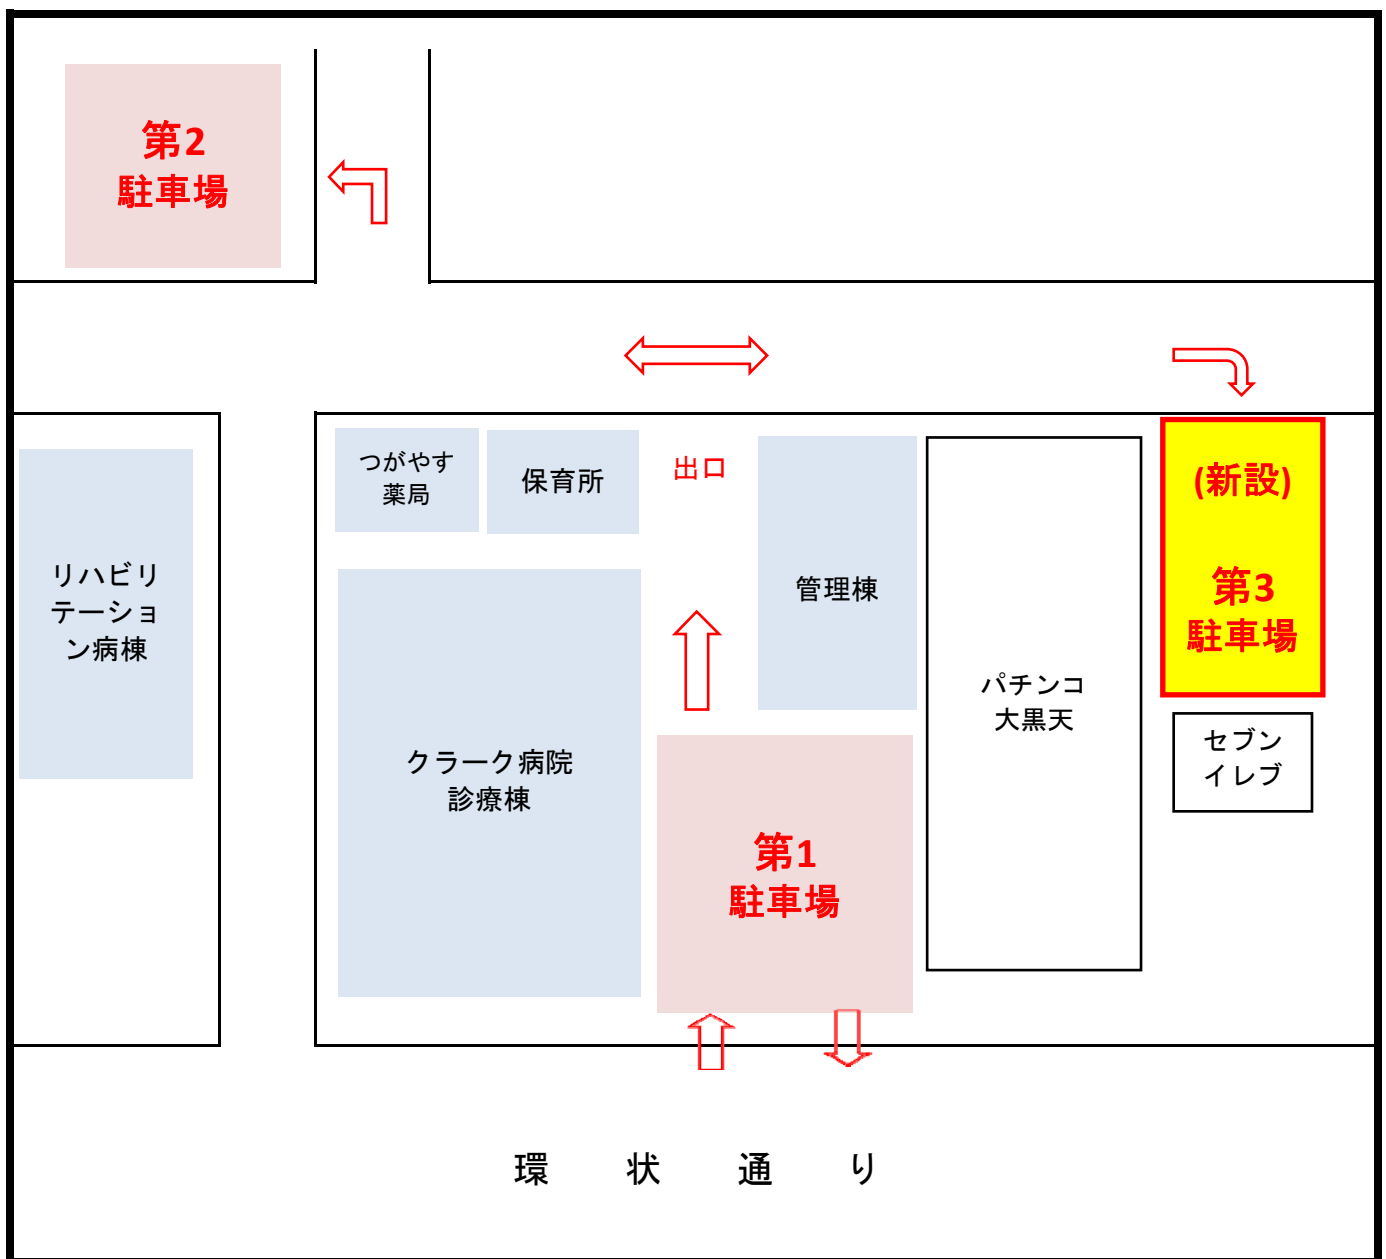 第2
駐車場
つがやす
薬局
保育所
出口
管理棟
(新設)
第3
駐車場
リハビリ
テーショ
ン病棟
パチンコ
大黒天
セブン
イレブ
クラーク病院
診療棟
第1
駐車場
環 状 通 り